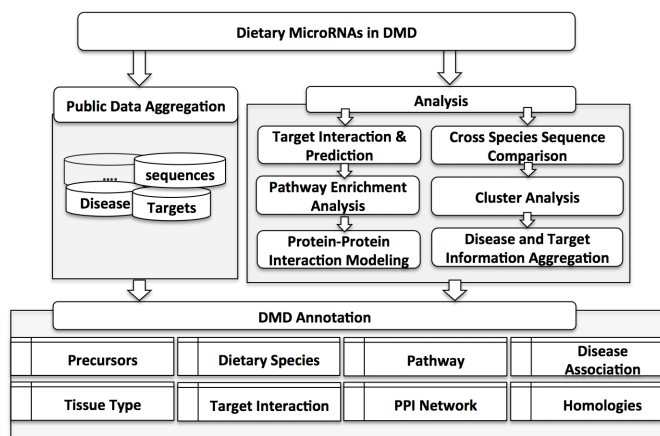 Dietary MicroRNAs in DMD
Public Data Aggregation
Analysis
....
sequences
Disease
Targets
Target Interaction &
Prediction
Pathway Enrichment
Analysis
Protein-Protein
Interaction Modeling
Cross Species Sequence
Comparison
Cluster Analysis
Disease and Target
Information Aggregation
DMD Annotation
Precursors
Dietary Species
Pathway
Disease
Association
Tissue Type
Target Interaction
PPI Network
Homologies